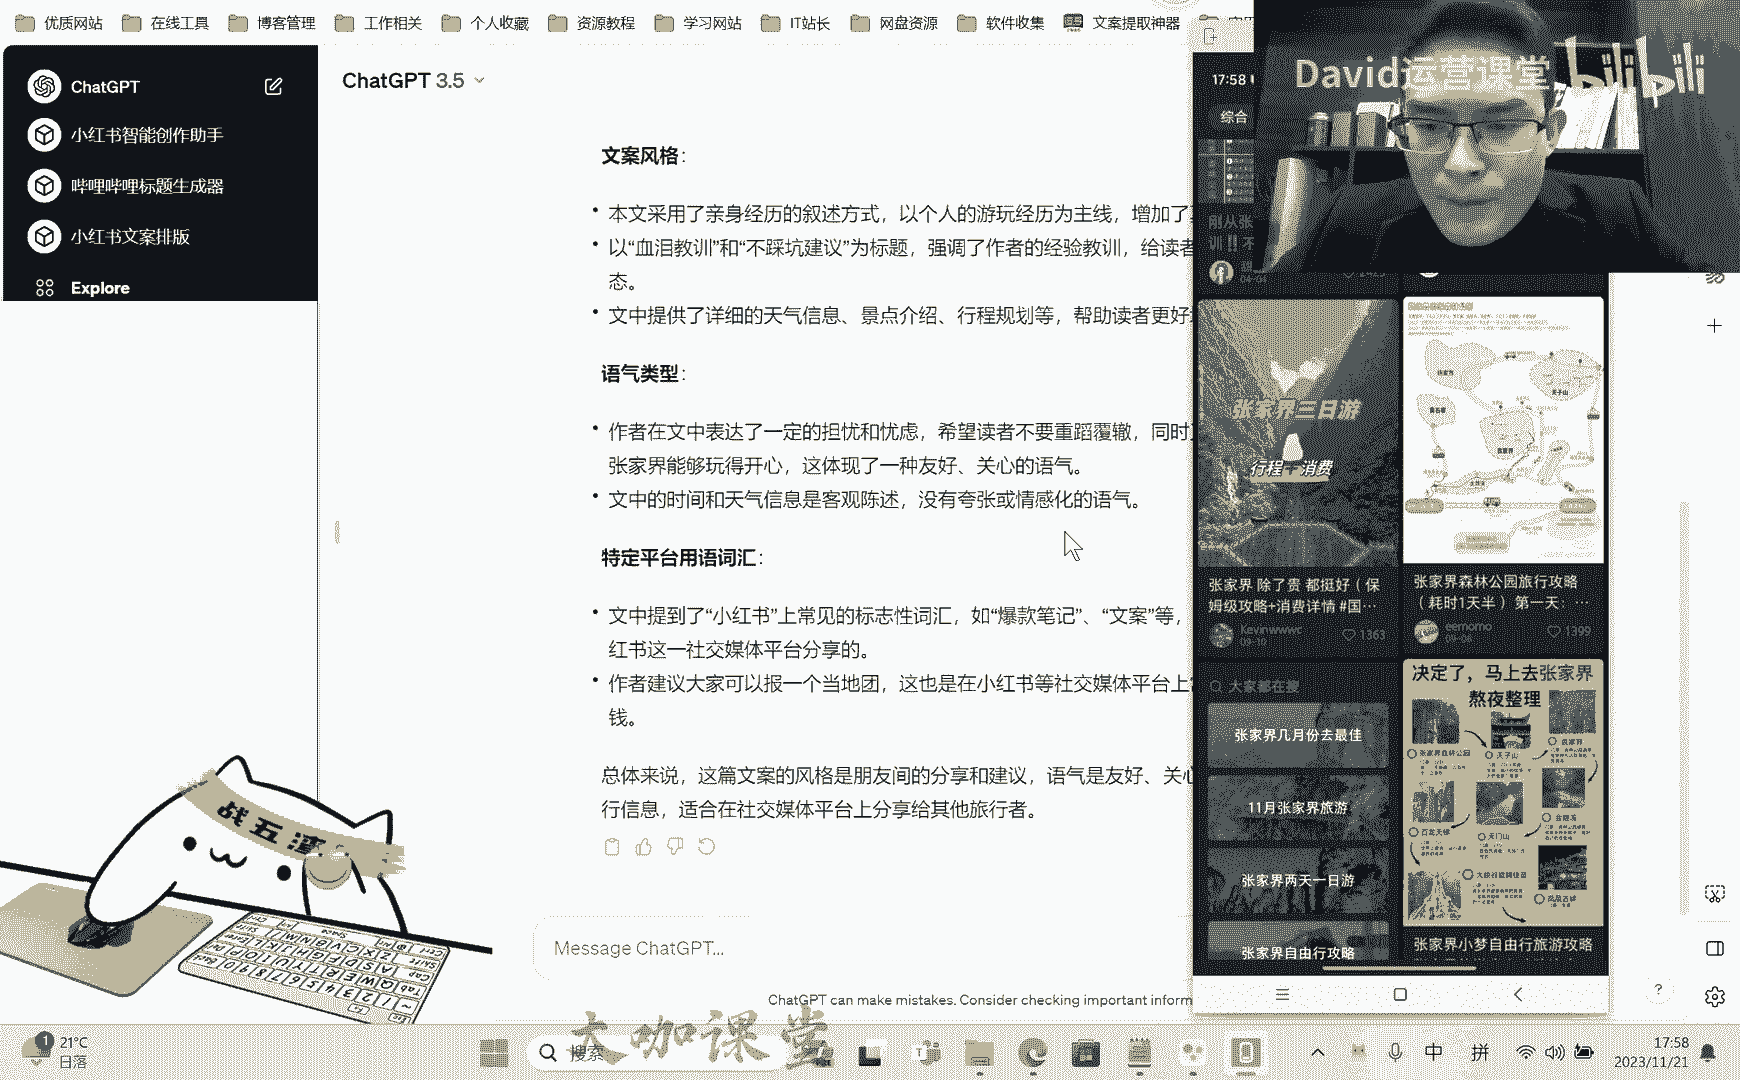 优质网站
在线工具
博客管理
工作相关
个人收藏
资源教程
学习网站
IT站长
网盘资源
软件收集
文案提取神器
ChatGPT
小红书智能创作助手
哔哩哔哩标题生成器
小红书文案排版
Explore
ChatGPT 3.5
文案风格：
本文采用了亲身经历的叙述方式，以个人的游玩经历为主线，增加了
以“血泪教训”和“不踩坑建议”为标题，强调了作者的经验教训，给读者
态。
文中提供了详细的天气信息、景点介绍、行程规划等，帮助读者更好
语气类型：
作者在文中表达了一定的担忧和忧虑，希望读者不要重蹈覆辙，同时
张家界能够玩得开心，这体现了一种友好、关心的语气。
文中的时间和天气信息是客观陈述，没有夸张或情感化的语气。
特定平台用语词汇：
文中提到了“小红书”上常见的标志性词汇，如“爆款笔记”、“文案”等，
红书这一社交媒体平台分享的。
作者建议大家可以报一个当地团，这也是在小红书等社交媒体平台上
钱。
总体来说，这篇文案的风格是朋友间的分享和建议，语气是友好、关心
行信息，适合在社交媒体平台上分享给其他旅行者。
Message ChatGPT...
ChatGPT can make mistakes. Consider checking important inform
David运营课堂
bilibili
17:58
综合
刚从张
训!! 不
张家界三日游
行程+消费
张家界 除了贵 都挺好（保
姆级攻略+消费详情 #国…
Kevinwwwc
09-10
1363
张家界森林公园旅行攻略
（耗时1天半）第一天：…
eemomo
09-08
1399
大家都在搜
张家界几月份去最佳
11月张家界旅游
张家界两天一日游
张家界自由行攻略
决定了，马上去张家界
熬夜整理
张家界小梦自由行旅游攻略
战五渣
大咖课堂
21°C
日落
搜索
中
拼
17:58
2023/11/21